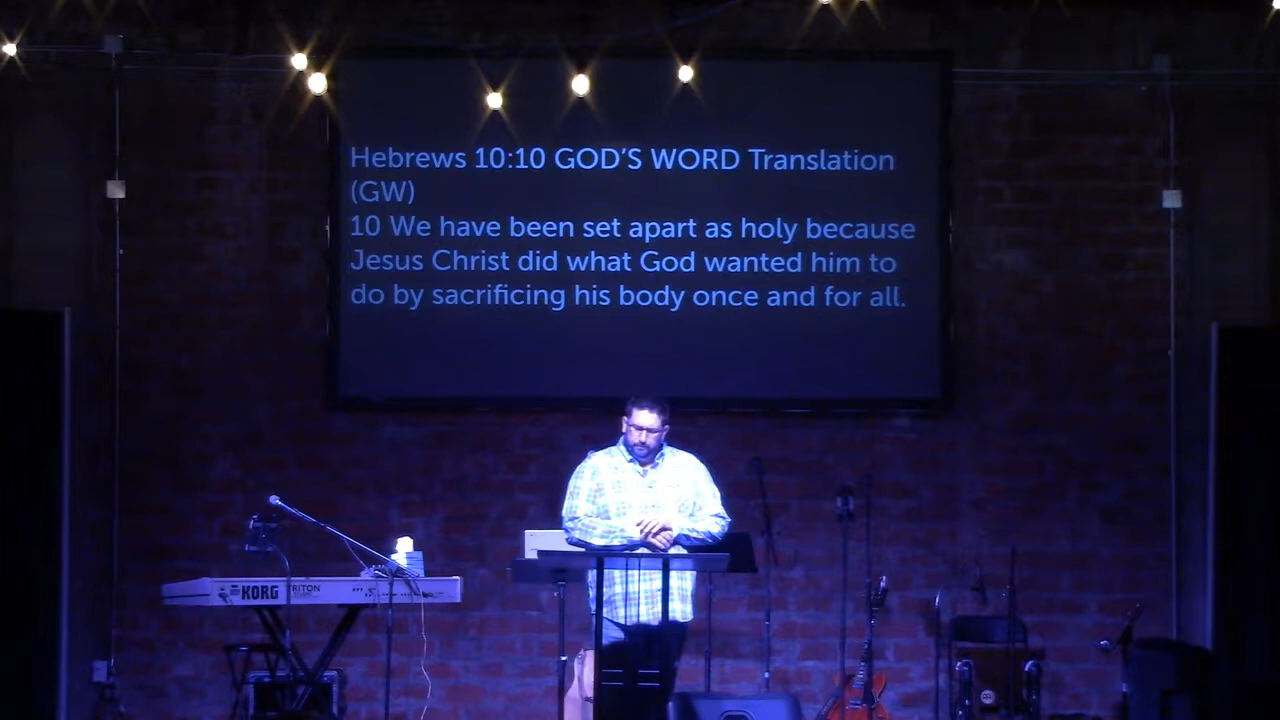 Hebrews 10:10 GOD'S WORD Translation
(GW)
10 We have been set apart as holy because
Jesus Christ did what God wanted him to
do by sacrificing his body once and for all.
KORG TRITON